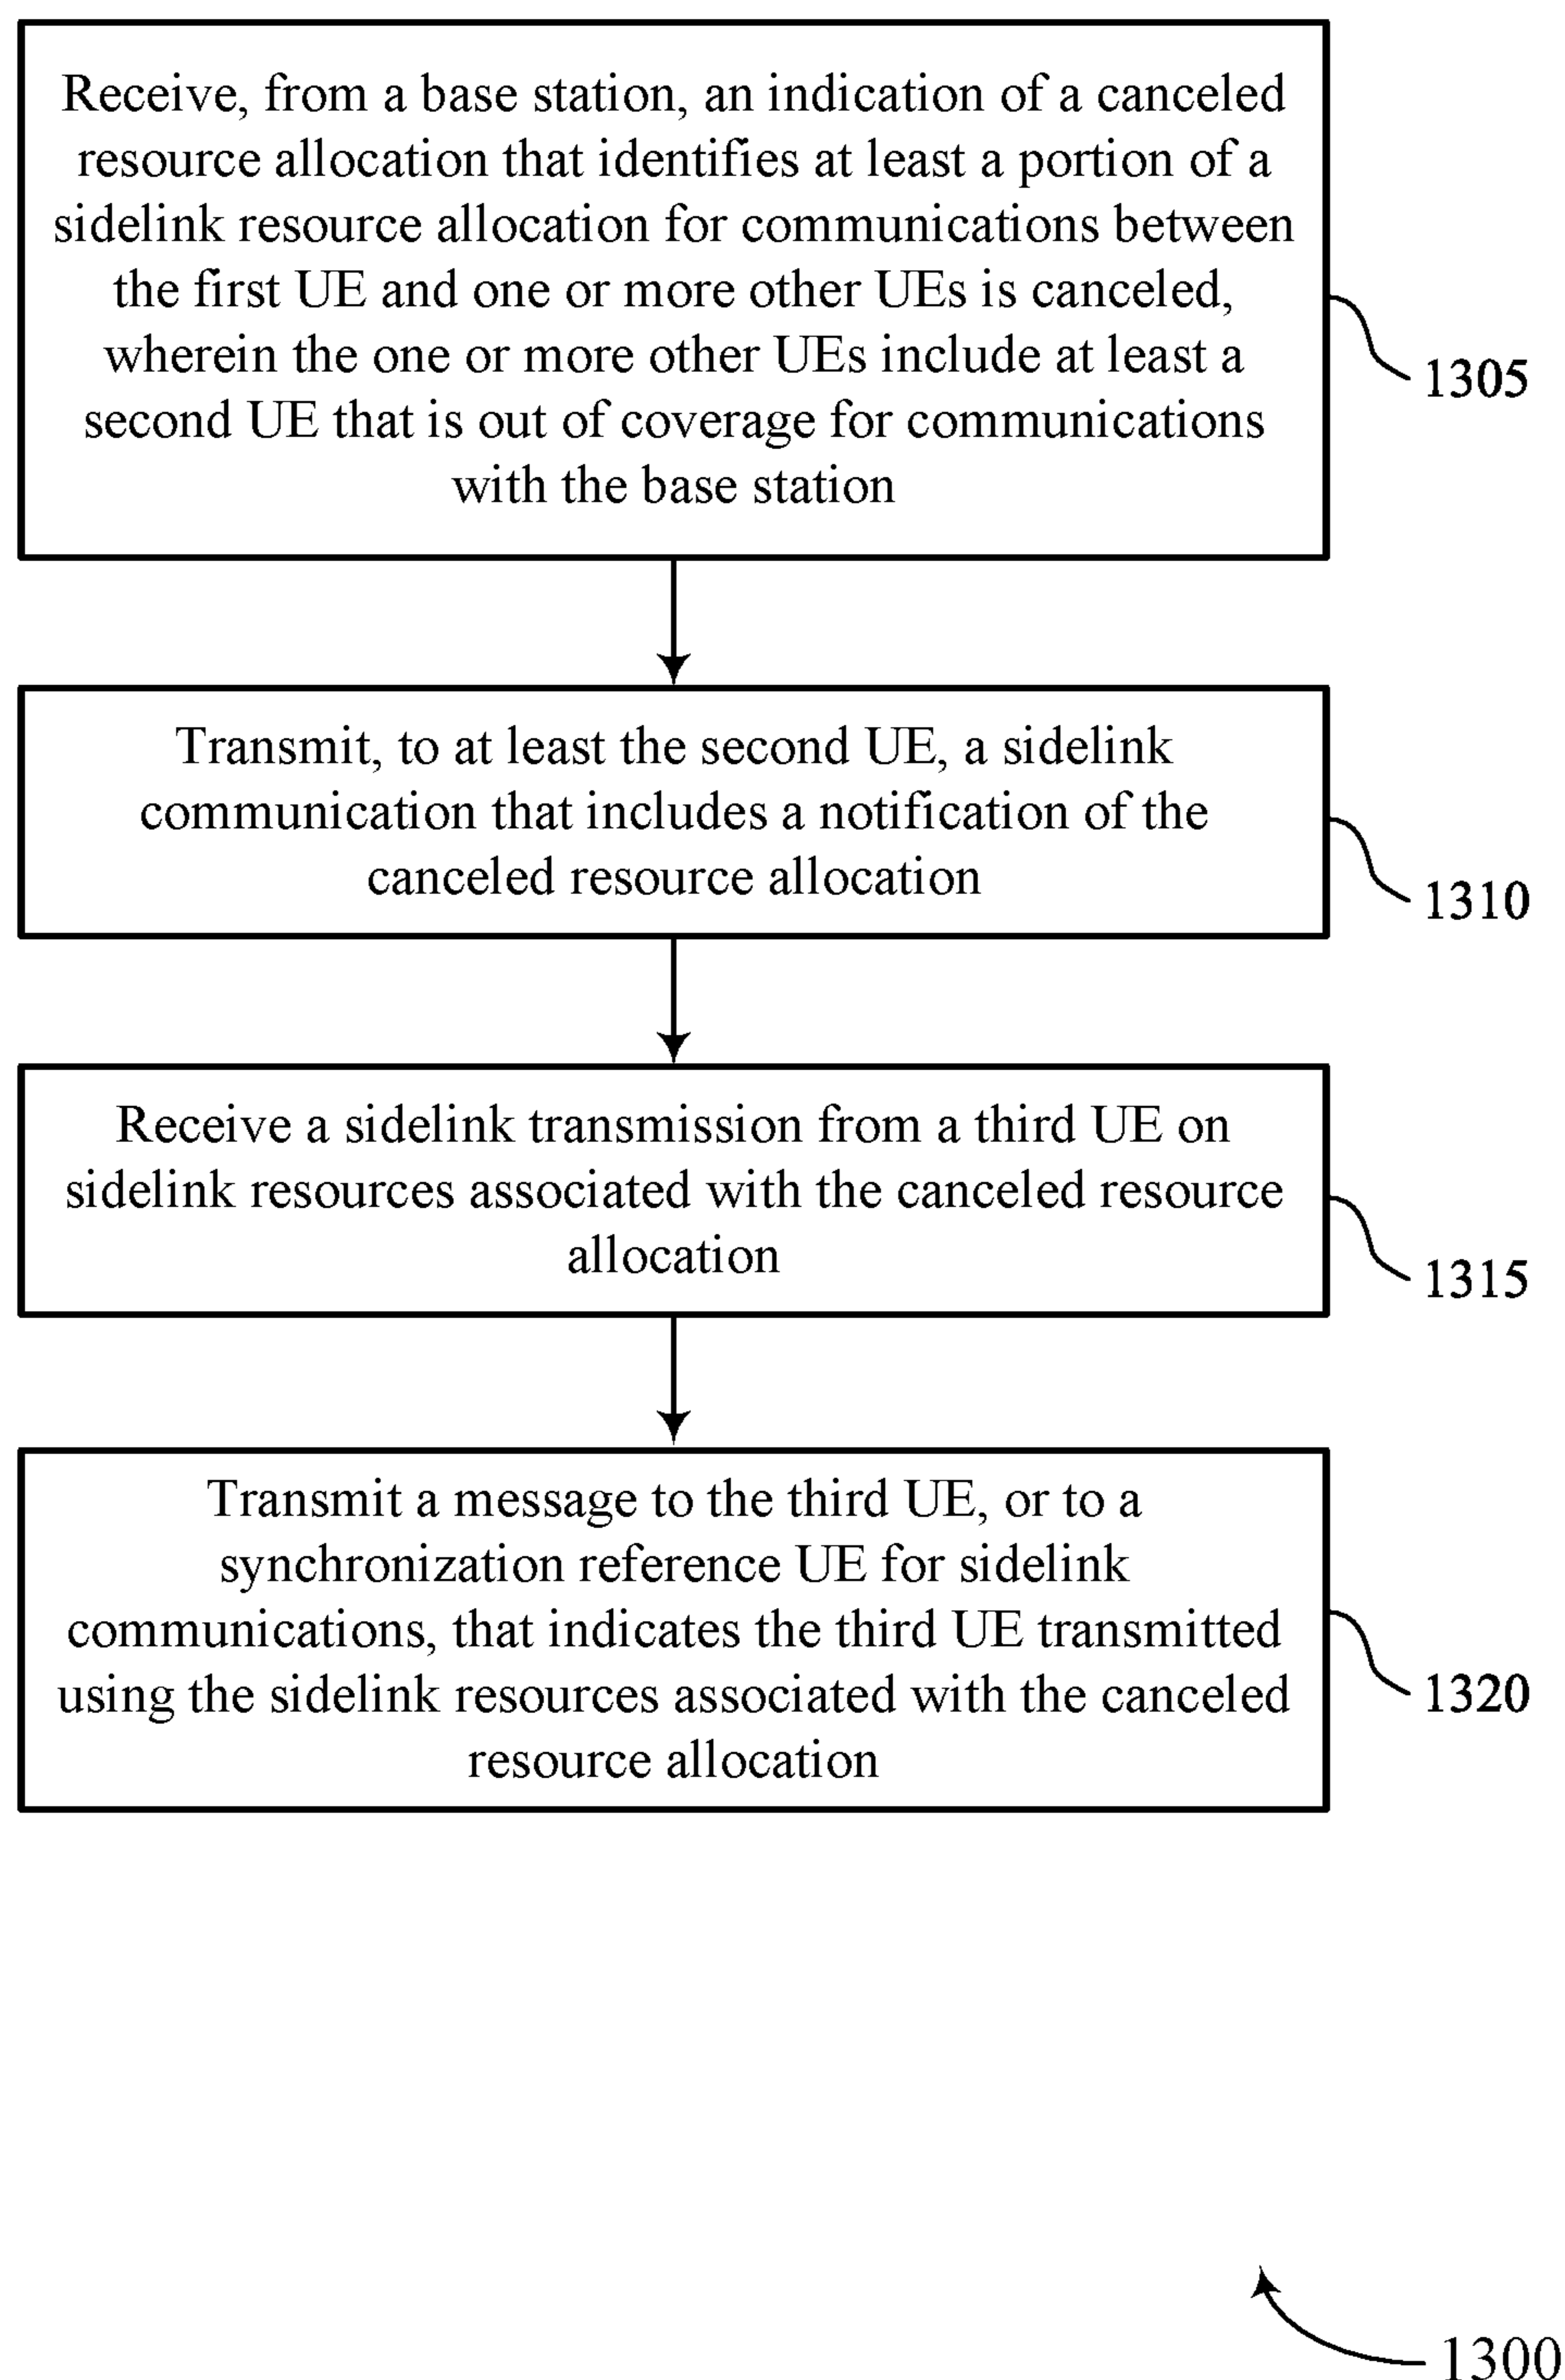 Receive, from a base station, an indication of a canceled
resource allocation that identifies at least a portion of a
sidelink resource allocation for communications between
the first UE and one or more other UEs is canceled,
wherein the one or more other UEs include at least a
second UE that is out of coverage for communications
with the base station
1305
Transmit, to at least the second UE, a sidelink
communication that includes a notification of the
canceled resource allocation
1310
Receive a sidelink transmission from a third UE on
sidelink resources associated with the canceled resource
allocation
1315
Transmit a message to the third UE, or to a
synchronization reference UE for sidelink
communications, that indicates the third UE transmitted
using the sidelink resources associated with the canceled
resource allocation
1320
1300